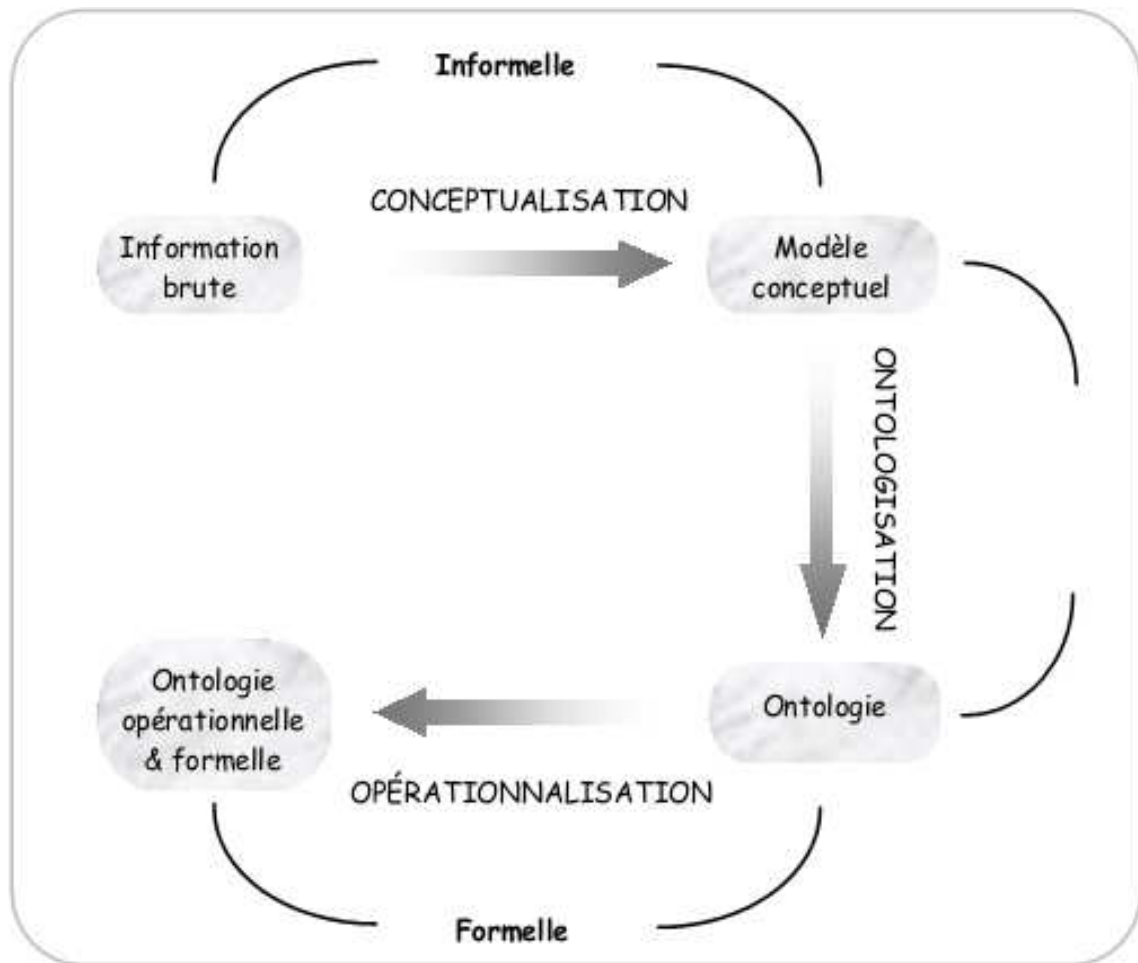 Informelle
CONCEPTUALISATION
Information
brute
Modèle
conceptuel
ONTOLOGISATION
Ontologie
opérationnelle
& formelle
Ontologie
OPÉRATIONNALISATION
Formelle